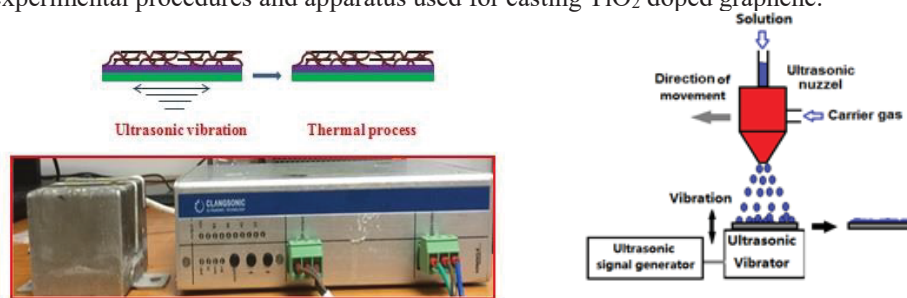 experimental procedures and apparatus used for casting TiO2 doped graphene.
Ultrasonic vibration
Thermal process
CLANGSONIC
Solution
Ultrasonic
nuzzel
Direction of
movement
Carrier gas
Vibration
Ultrasonic
signal generator
Ultrasonic
Vibrator